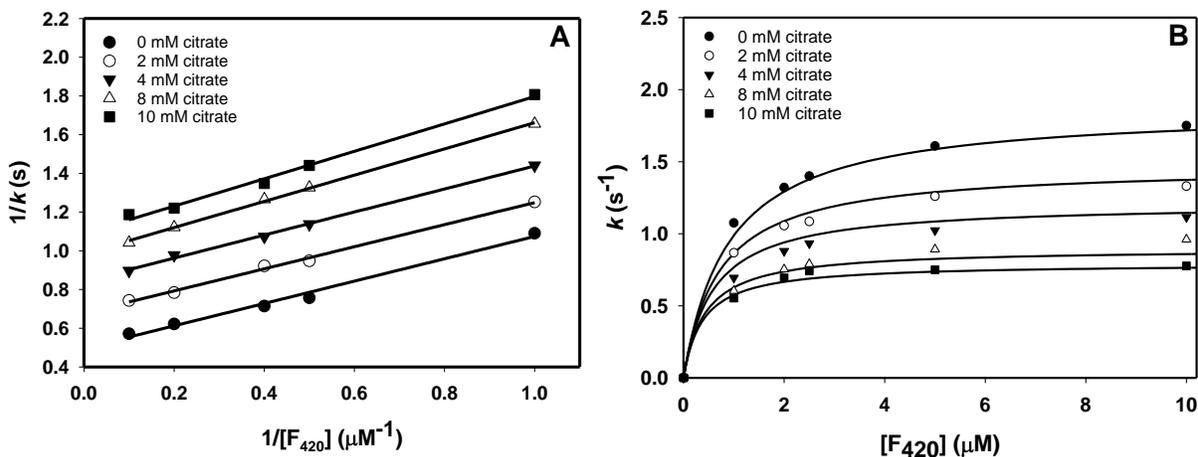 A
0 mM citrate
2 mM citrate
4 mM citrate
8 mM citrate
10 mM citrate
1/k (s)
2.2
1.8
1.6
1.4
1.2
1.0
0.8
0.6
0.4
0.0 0.2 0.4 0.6 0.8 1.0
1/[F420] (μM-1)
B
0 mM citrate
2 mM citrate
4 mM citrate
8 mM citrate
10 mM citrate
k (s-1)
2.5
2.0
1.5
1.0
0.5
0.0
0 2 4 6 8 10
[F420] (μM)